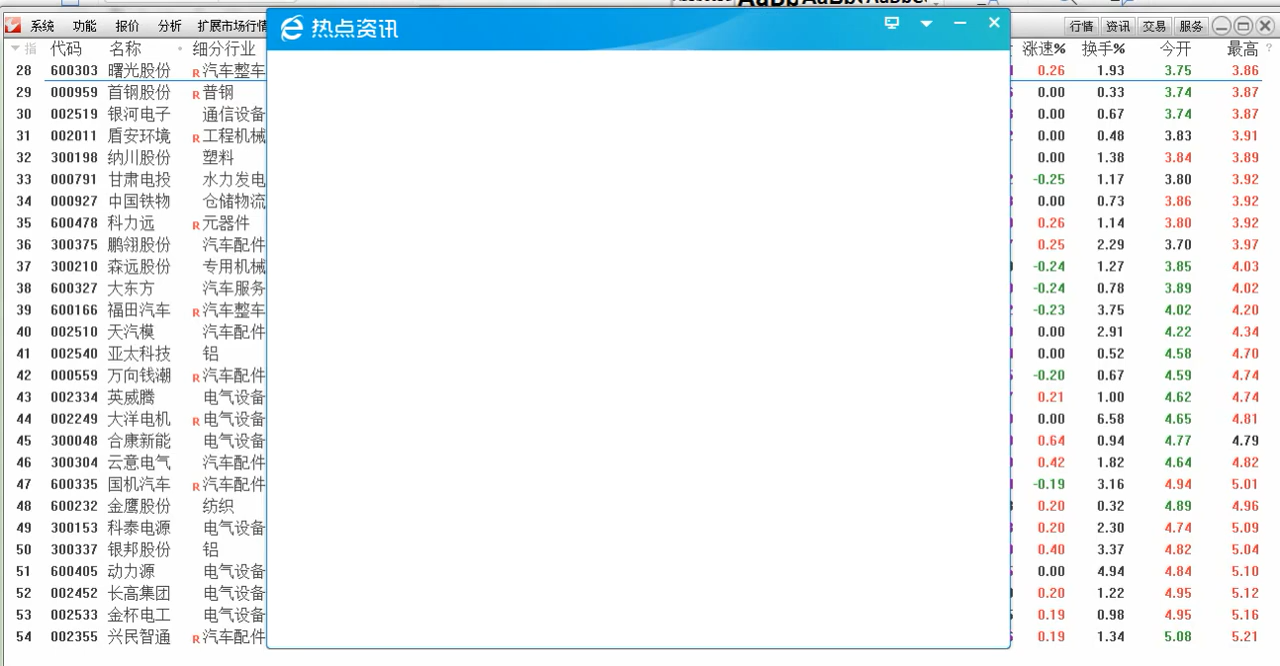 系统 功能 报价 分析 扩展市场行情 热点资讯 行情 资讯 交易 服务
指 代码 名称 细分行业 涨速% 换手% 今开 最高 ?
28 600303 曙光股份 R汽车整车 0.26 1.93 3.75 3.86
29 000959 首钢股份 R普钢 0.00 0.33 3.74 3.87
30 002519 银河电子 通信设备 0.00 0.67 3.74 3.87
31 002011 盾安环境 R工程机械 0.00 0.48 3.83 3.91
32 300198 纳川股份 塑料 0.00 1.38 3.84 3.89
33 000791 甘肃电投 水力发电 -0.25 1.17 3.80 3.92
34 000927 中国铁物 仓储物流 0.00 0.73 3.86 3.92
35 600478 科力远 R元器件 0.26 1.14 3.80 3.92
36 300375 鹏翎股份 汽车配件 0.25 2.29 3.70 3.97
37 300210 森远股份 专用机械 -0.24 1.27 3.85 4.03
38 600327 大东方 汽车服务 -0.24 0.78 3.89 4.02
39 600166 福田汽车 R汽车整车 -0.23 3.75 4.02 4.20
40 002510 天汽模 汽车配件 0.00 2.91 4.22 4.34
41 002540 亚太科技 铝 0.00 0.52 4.58 4.70
42 000559 万向钱潮 R汽车配件 -0.20 0.67 4.59 4.74
43 002334 英威腾 电气设备 0.21 1.00 4.62 4.74
44 002249 大洋电机 R电气设备 0.00 6.58 4.65 4.81
45 300048 合康新能 电气设备 0.64 0.94 4.77 4.79
46 300304 云意电气 汽车配件 0.42 1.82 4.64 4.82
47 600335 国机汽车 R汽车配件 -0.19 3.16 4.94 5.01
48 600232 金鹰股份 纺织 0.20 0.32 4.89 4.96
49 300153 科泰电源 电气设备 0.20 2.30 4.74 5.09
50 300337 银邦股份 铝 0.40 3.37 4.82 5.04
51 600405 动力源 电气设备 0.00 4.94 4.84 5.10
52 002452 长高集团 电气设备 0.20 1.22 4.95 5.12
53 002533 金杯电工 电气设备 0.19 0.98 4.95 5.16
54 002355 兴民智通 R汽车配件 0.19 1.34 5.08 5.21